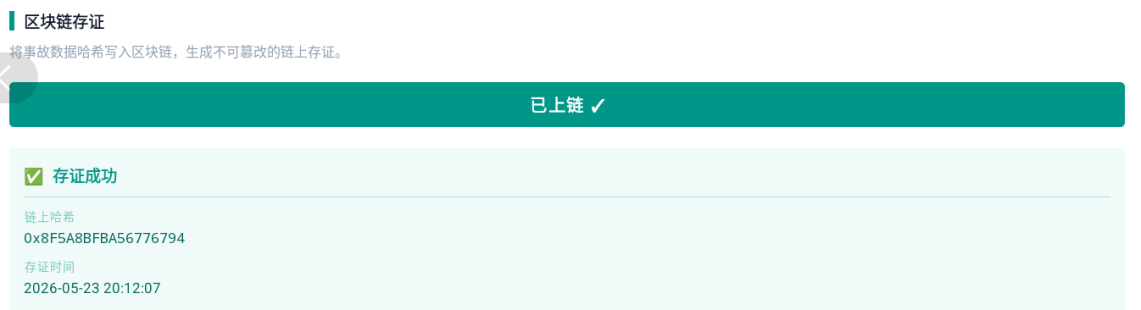 区块链存证
将事故数据哈希写入区块链，生成不可篡改的链上存证。
已上链 ✓
✅ 存证成功
链上哈希
0x8F5A8BFBA56776794
存证时间
2026-05-23 20:12:07